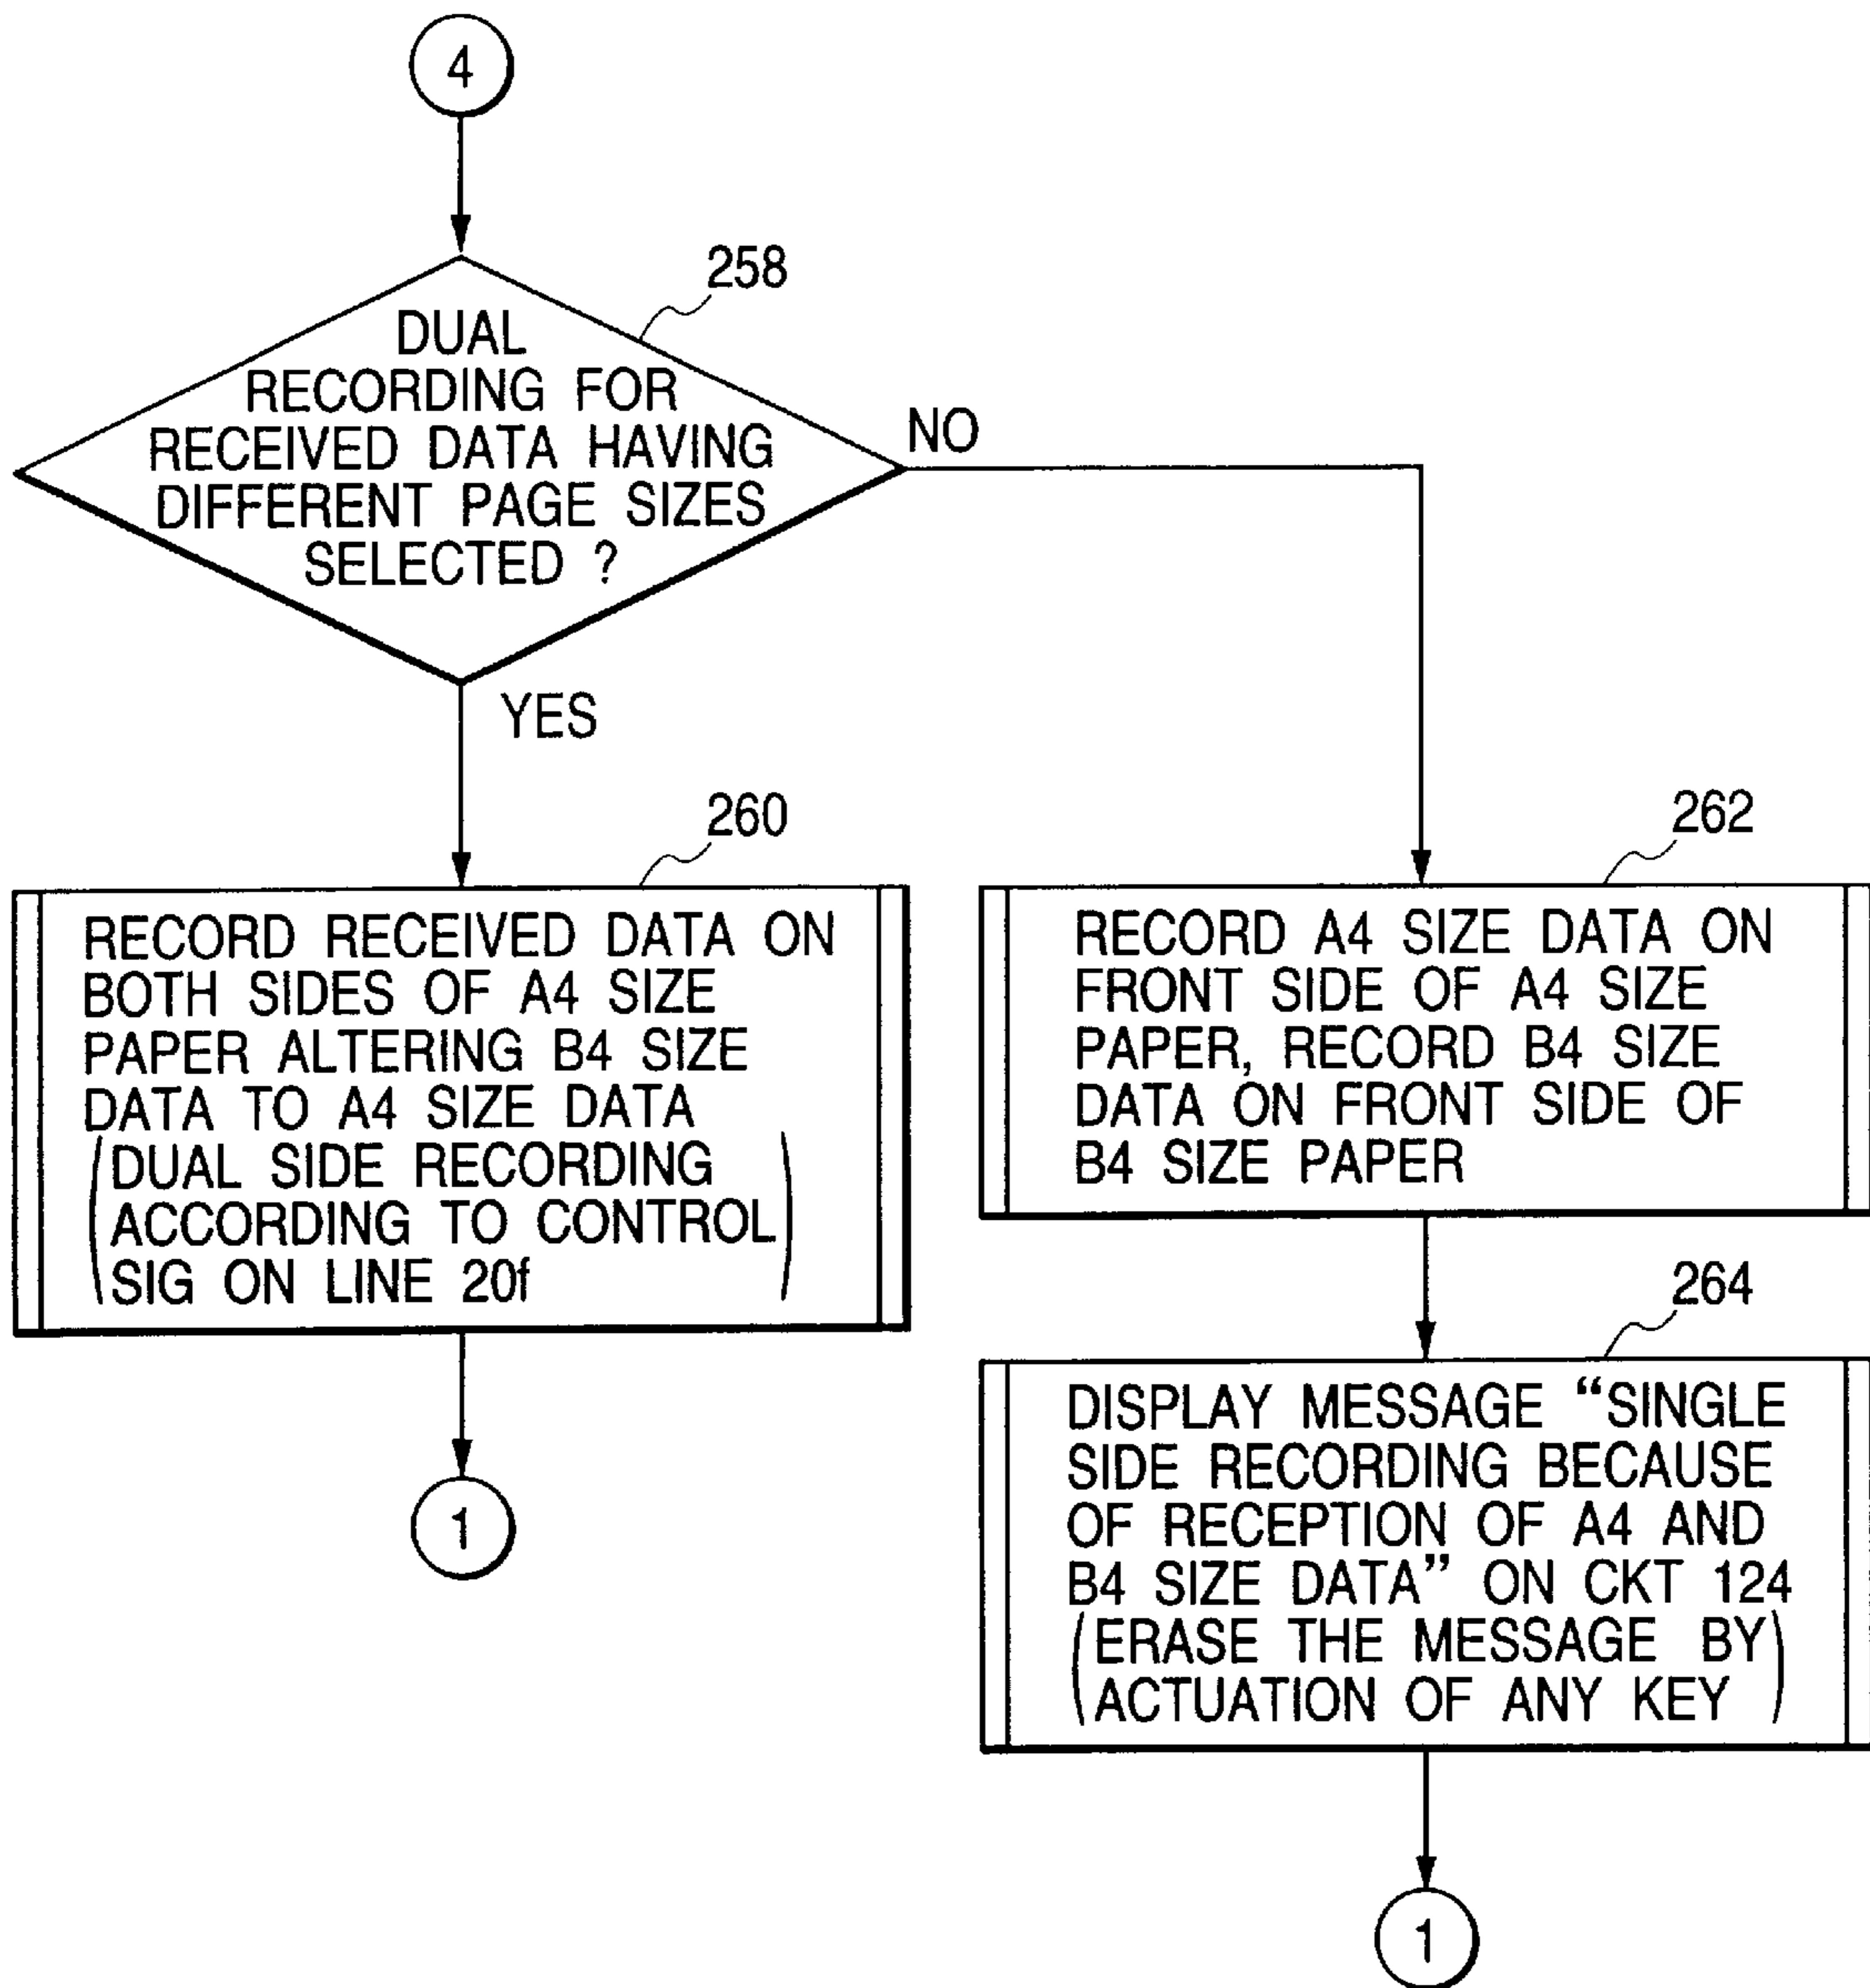 4
258
DUAL
RECORDING FOR
RECEIVED DATA HAVING
DIFFERENT PAGE SIZES
SELECTED ?
NO
YES
260
RECORD RECEIVED DATA ON
BOTH SIDES OF A4 SIZE
PAPER ALTERING B4 SIZE
DATA TO A4 SIZE DATA
(DUAL SIDE RECORDING
ACCORDING TO CONTROL
SIG ON LINE 20f)
1
262
RECORD A4 SIZE DATA ON
FRONT SIDE OF A4 SIZE
PAPER, RECORD B4 SIZE
DATA ON FRONT SIDE OF
B4 SIZE PAPER
264
DISPLAY MESSAGE “SINGLE
SIDE RECORDING BECAUSE
OF RECEPTION OF A4 AND
B4 SIZE DATA” ON CKT 124
(ERASE THE MESSAGE BY
ACTUATION OF ANY KEY)
1